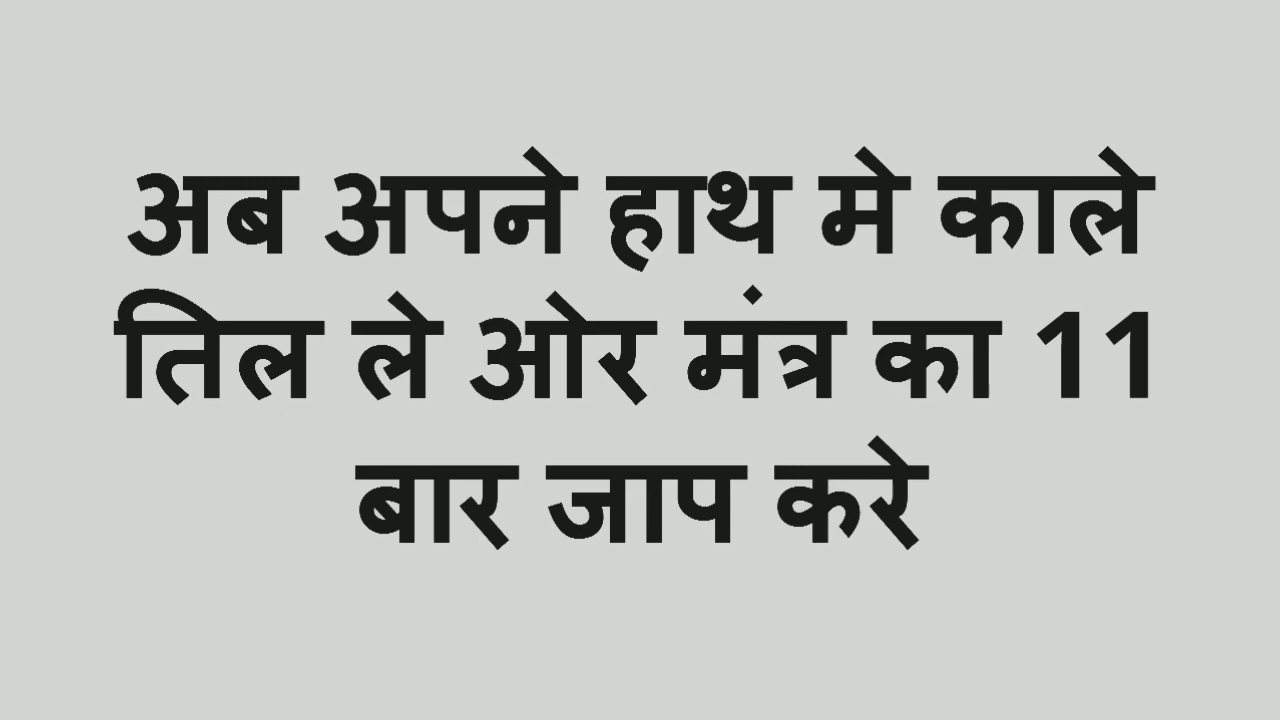 अब अपने हाथ मे काले
तिल ले ओर मंत्र का 11
बार जाप करे